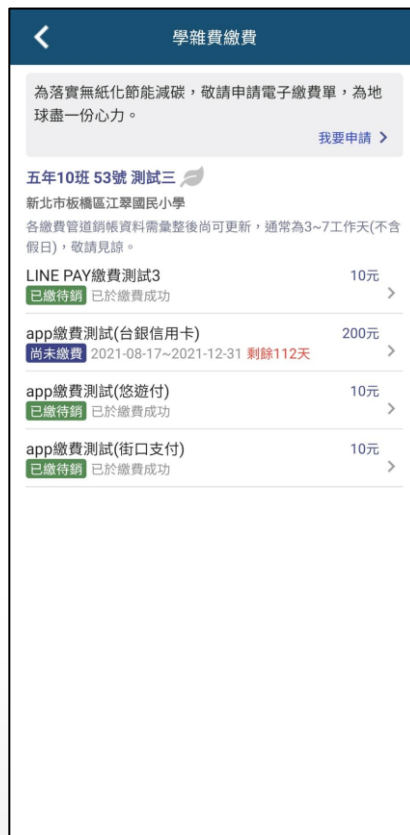 學雜費繳費
為落實無紙化節能減碳，敬請申請電子繳費單，為地
球盡一份心力。
我要申請
五年10班 53號 測試三
新北市板橋區江翠國民小學
各繳費管道銷帳資料需彙整後尚可更新，通常為3~7工作天(不含
假日)，敬請見諒。
LINE PAY繳費測試3 10元
已繳待銷 已於繳費成功
app繳費測試(台銀信用卡) 200元
尚未繳費 2021-08-17~2021-12-31 剩餘112天
app繳費測試(悠遊付) 10元
已繳待銷 已於繳費成功
app繳費測試(街口支付) 10元
已繳待銷 已於繳費成功